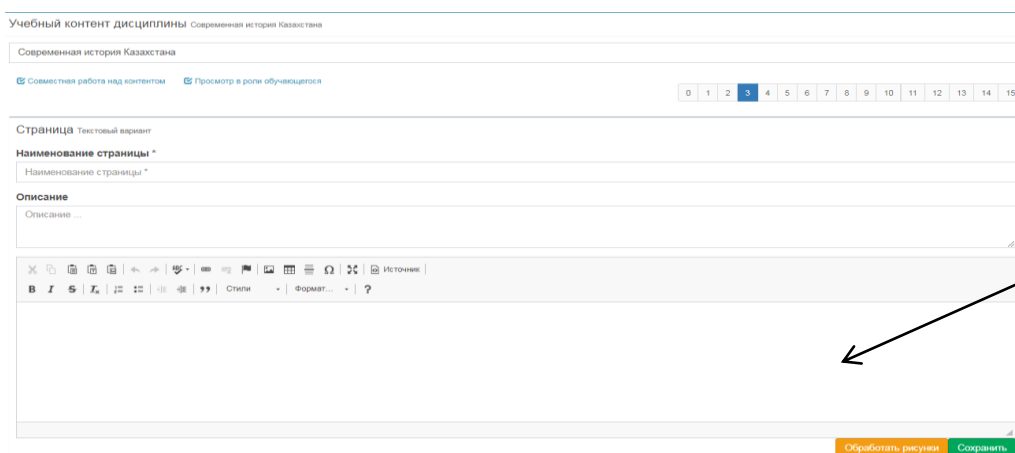 Учебный контент дисциплины Современная история Казахстана
Современная история Казахстана
Совместная работа над контентом Просмотр в роли обучающегося
0 1 2 3 4 5 6 7 8 9 10 11 12 13 14 15
Страница Текстовый вариант
Наименование страницы *
Наименование страницы *
Описание
Описание ...
Ω Источник
B I S Tx Стили Формат... ?
Обработать рисунки Сохранить